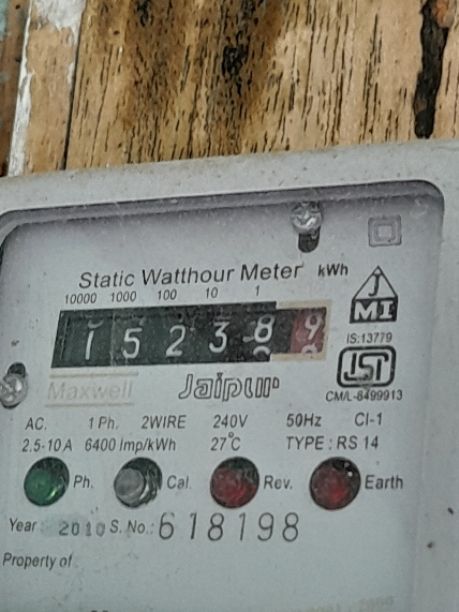 Static Watthour Meter kWh
10000 1000 100 10 1
1 5 2 3 8 9
J
MI
IS:13779
ISI
CM/L-8499913
Maxwell Jaipur
AC. 1 Ph. 2WIRE 240V 50Hz Cl-1
2.5-10 A 6400 Imp/kWh 27°C TYPE : RS 14
Ph. Cal. Rev. Earth
Year : 2010 S. No.: 618198
Property of